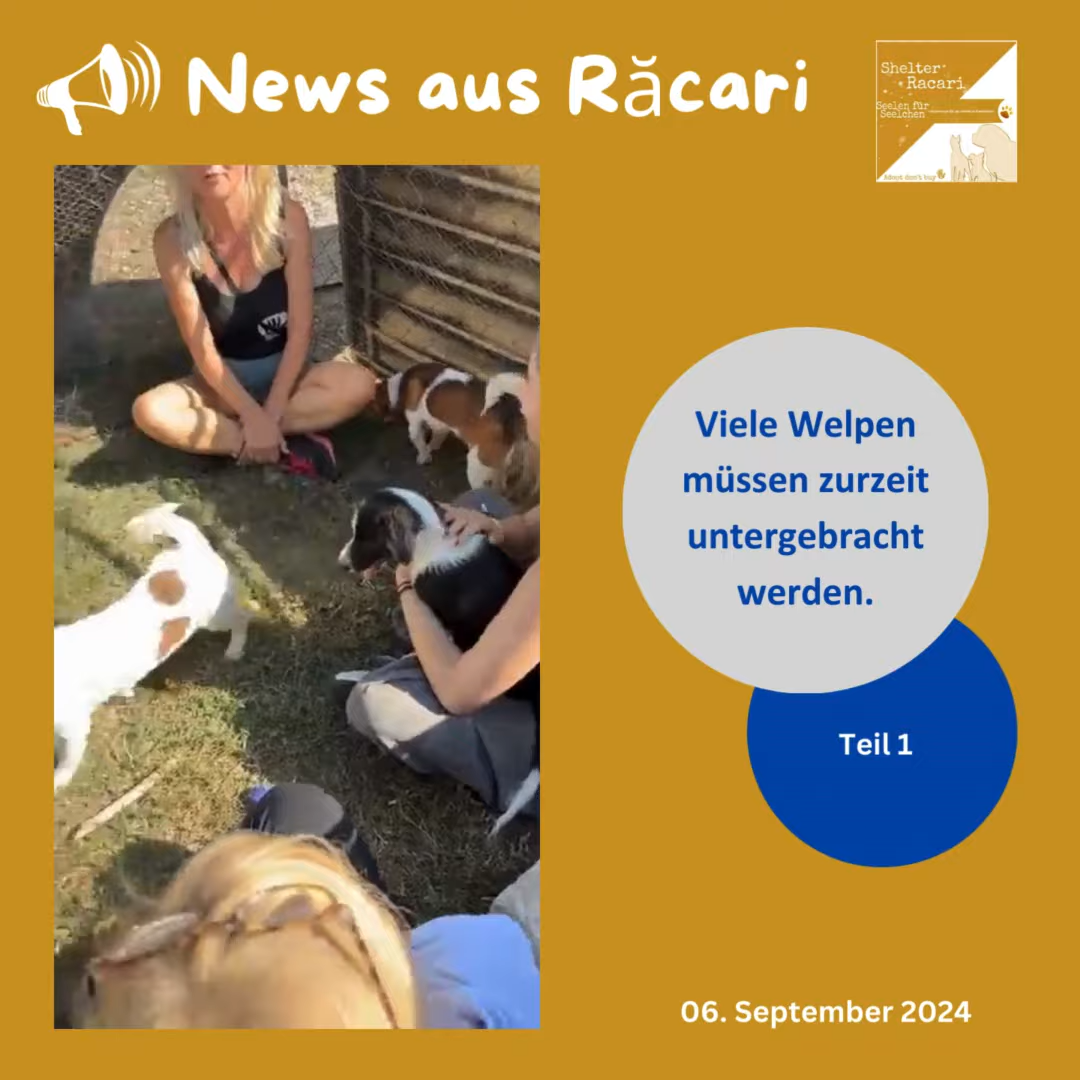 News aus Răcari
Shelter
Racari
Seelen für
Seelchen
Adopt don't buy
Viele Welpen
müssen zurzeit
untergebracht
werden.
Teil 1
06. September 2024